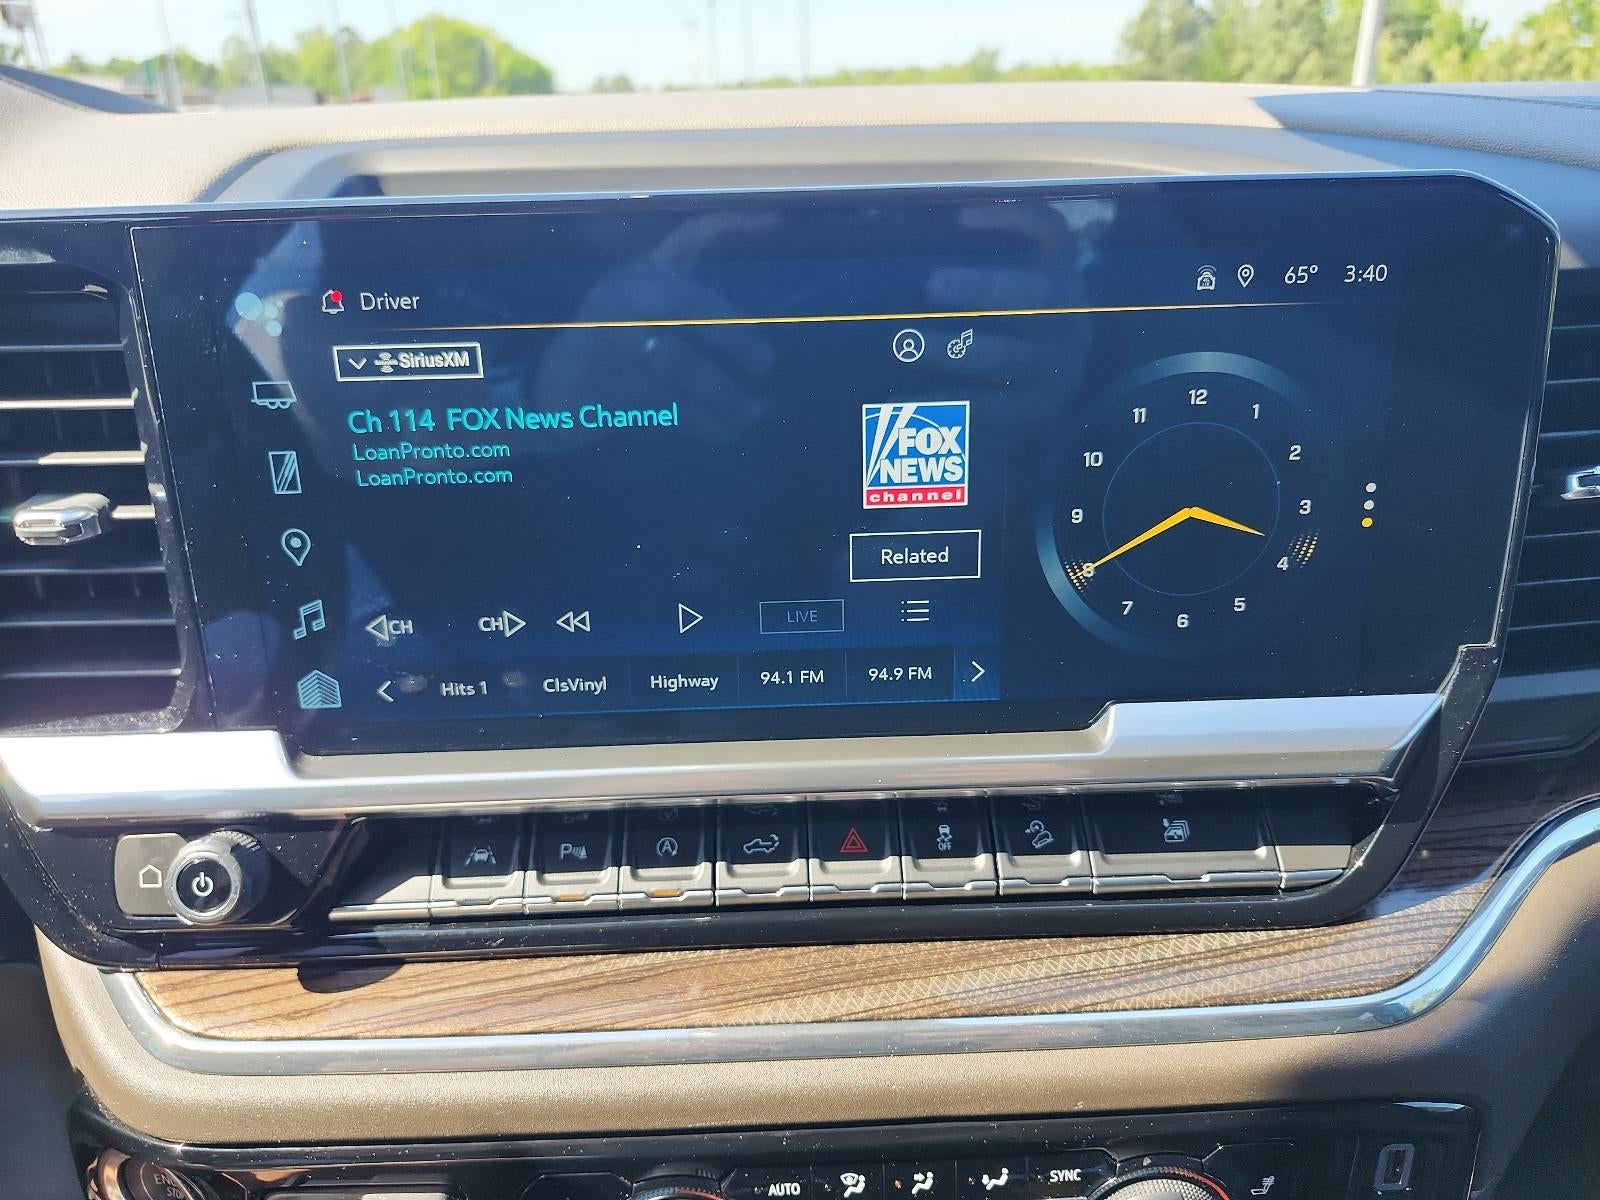 Driver
65° 3:40
SiriusXM
Ch 114 FOX News Channel
LoanPronto.com
LoanPronto.com
FOX
NEWS
channel
Related
12
1
2
3
4
5
6
7
8
9
10
11
CH
CH
LIVE
Hits 1
ClsVinyl
Highway
94.1 FM
94.9 FM
P
A
OFF
AUTO
SYNC